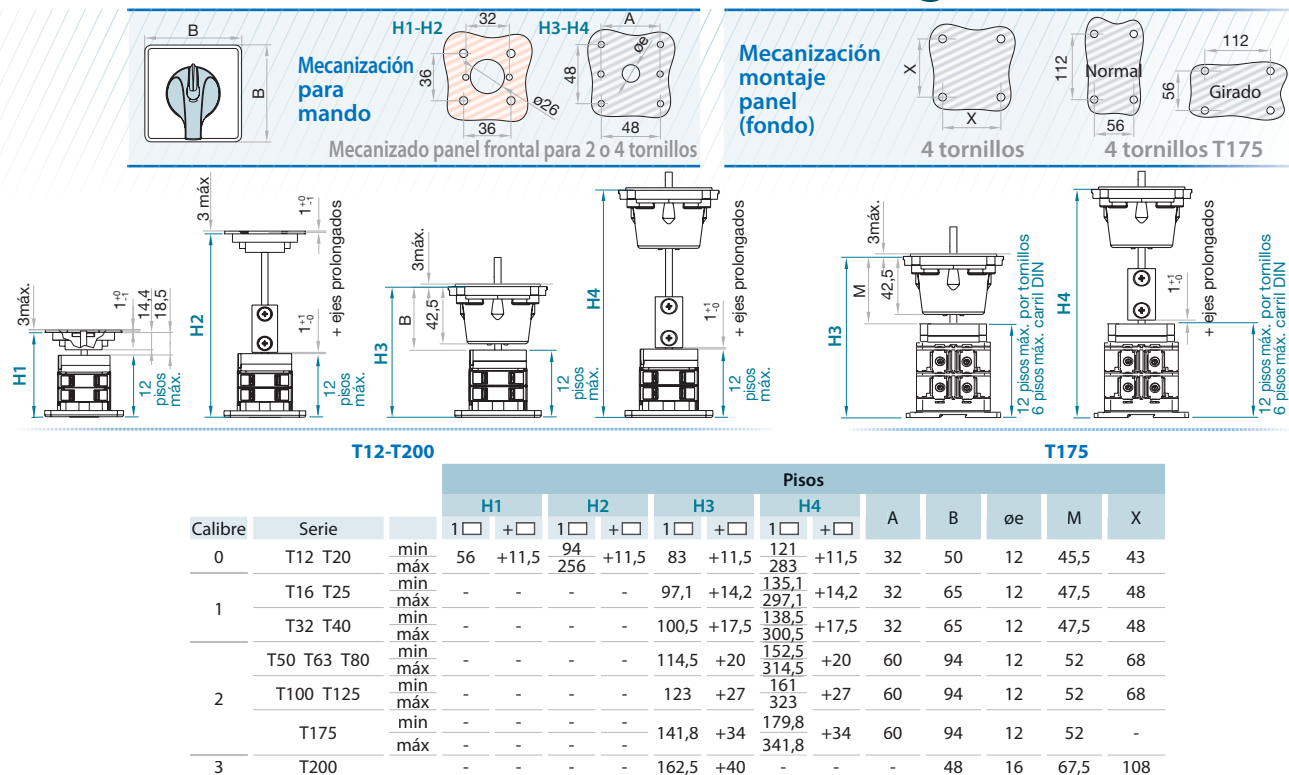 B
B
Mecanización
para
mando
H1-H2
32
36
36
ø26
H3-H4
A
øe
48
48
Mecanizado panel frontal para 2 o 4 tornillos
Mecanización
montaje
panel
(fondo)
X
X
4 tornillos
112
Normal
56
112
56
Girado
4 tornillos T175
3máx.
H1
1 +0 -1
14,4
18,5
12
pisos
máx.
3 máx
H2
1 +0 -1
+ ejes prolongados
1 +1 -0
12
pisos
máx.
3máx.
H3
B
42,5
12
pisos
máx.
H4
+ ejes prolongados
1 +1 -0
12
pisos
máx.
3máx.
H3
M
42,5
12 pisos máx. por tornillos
6 pisos máx. carril DIN
H4
+ ejes prolongados
1 +1 -0
12 pisos máx. por tornillos
6 pisos máx. carril DIN
T12-T200
T175
Pisos
H1 H2 H3 H4 A B øe M X
Calibre Serie 1 + 1 + 1 + 1 +
0 T12 T20 min 56 +11,5 94 +11,5 83 +11,5 121 +11,5 32 50 12 45,5 43
máx 256 283
1 T16 T25 min - - - - 97,1 +14,2 135,1 +14,2 32 65 12 47,5 48
máx 297,1
T32 T40 min - - - - 100,5 +17,5 138,5 +17,5 32 65 12 47,5 48
máx 300,5
2 T50 T63 T80 min - - - - 114,5 +20 152,5 +20 60 94 12 52 68
máx 314,5
T100 T125 min - - - - 123 +27 161 +27 60 94 12 52 68
máx 323
T175 min - - - - 141,8 +34 179,8 +34 60 94 12 52 -
máx - - - - 341,8
3 T200 - - - - 162,5 +40 - - - 48 16 67,5 108